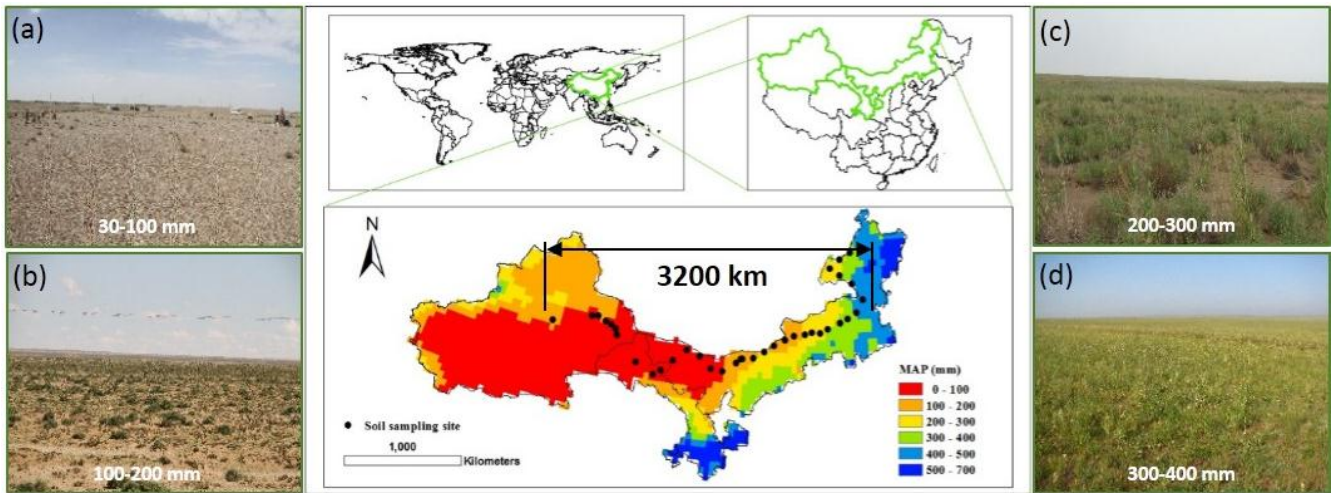 (a)
30-100 mm
(b)
100-200 mm
N
3200 km
MAP (mm)
0 - 100
100 - 200
200 - 300
300 - 400
400 - 500
500 - 700
Soil sampling site
1,000
Kilometers
(c)
200-300 mm
(d)
300-400 mm